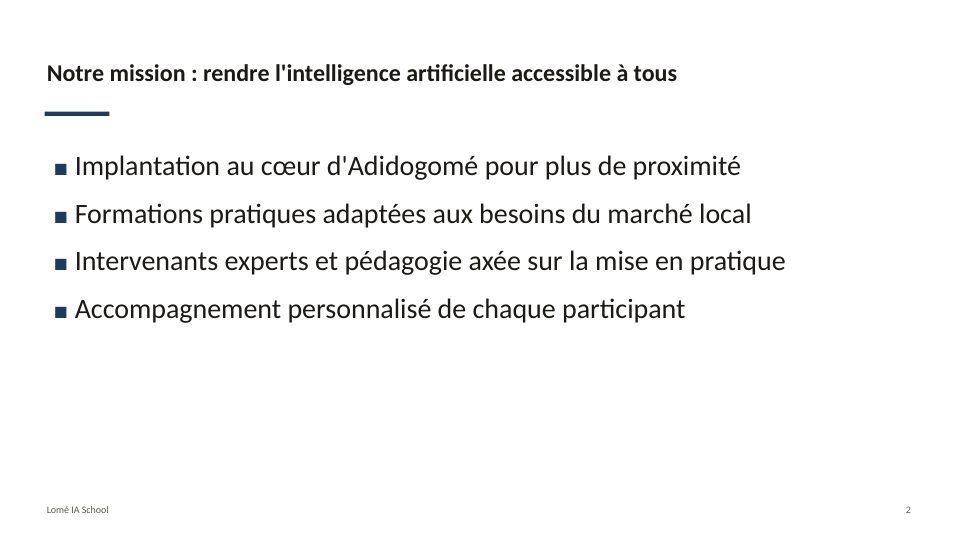 Notre mission : rendre l'intelligence artificielle accessible à tous
▪ Implantation au cœur d'Adidogomé pour plus de proximité
▪ Formations pratiques adaptées aux besoins du marché local
▪ Intervenants experts et pédagogie axée sur la mise en pratique
▪ Accompagnement personnalisé de chaque participant
Lomé IA School
2